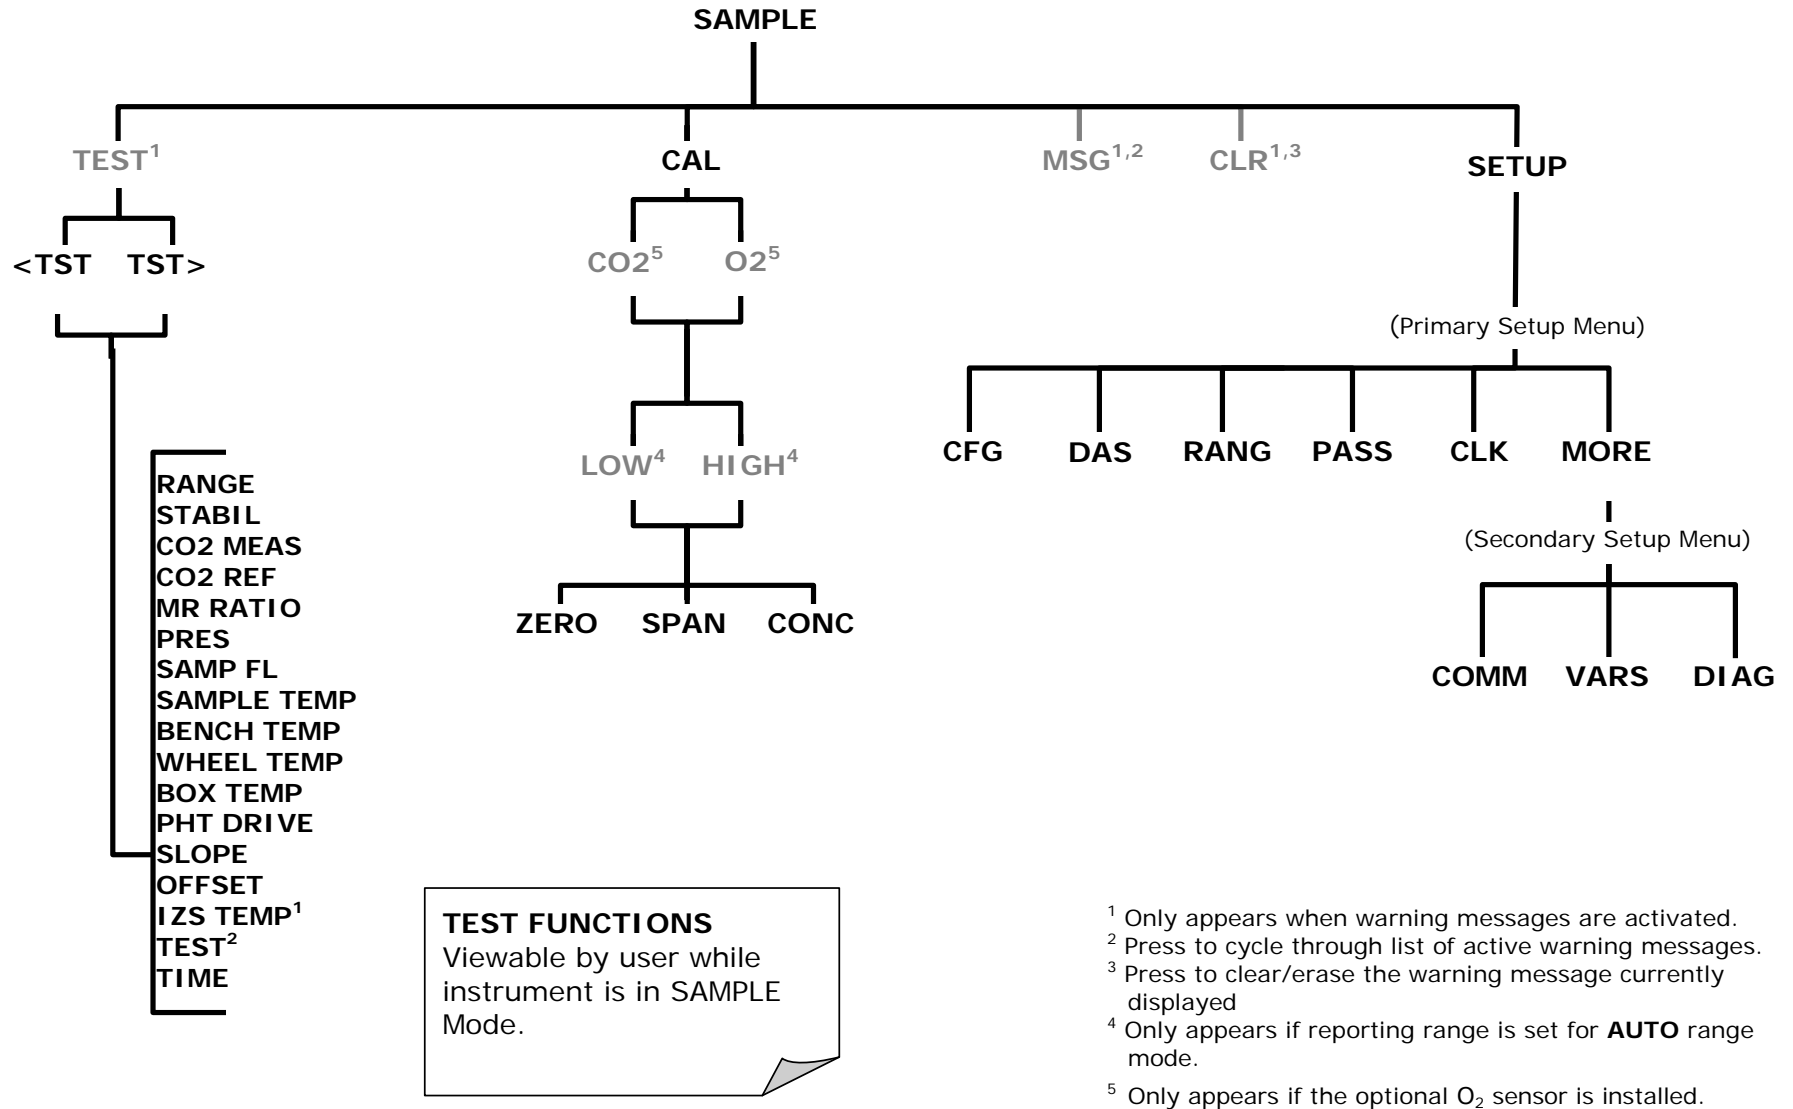 SAMPLE
TEST¹ CAL MSG¹,² CLR¹,³ SETUP
<TST TST>
CO2⁵ O2⁵
(Primary Setup Menu)
LOW⁴ HIGH⁴
CFG DAS RANG PASS CLK MORE
(Secondary Setup Menu)
ZERO SPAN CONC
COMM VARS DIAG
RANGE
STABIL
CO2 MEAS
CO2 REF
MR RATIO
PRES
SAMP FL
SAMPLE TEMP
BENCH TEMP
WHEEL TEMP
BOX TEMP
PHT DRIVE
SLOPE
OFFSET
IZS TEMP¹
TEST²
TIME
TEST FUNCTIONS
Viewable by user while
instrument is in SAMPLE
Mode.
¹ Only appears when warning messages are activated.
² Press to cycle through list of active warning messages.
³ Press to clear/erase the warning message currently
displayed
⁴ Only appears if reporting range is set for AUTO range
mode.
⁵ Only appears if the optional O₂ sensor is installed.